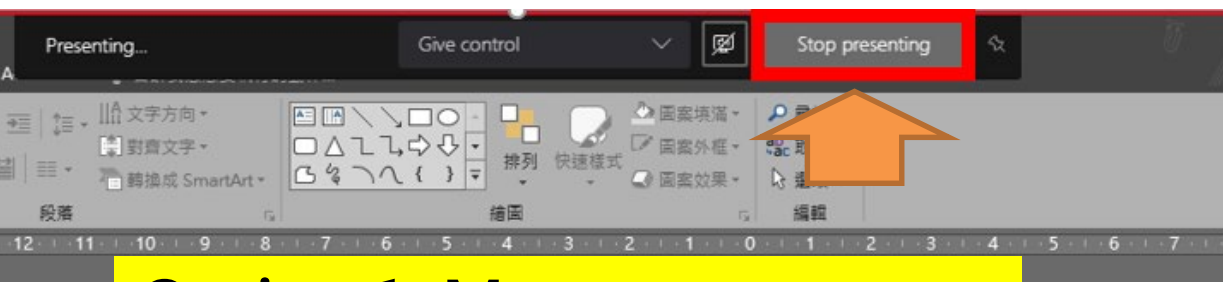 Presenting... Give control Stop presenting
A
文字方向
對齊文字
轉換成 SmartArt
排列
快速樣式
圖案填滿
圖案外框
圖案效果
段落 繪圖 編輯
12 11 10 9 8 7 6 5 4 3 2 1 0 1 2 3 4 5 6 7